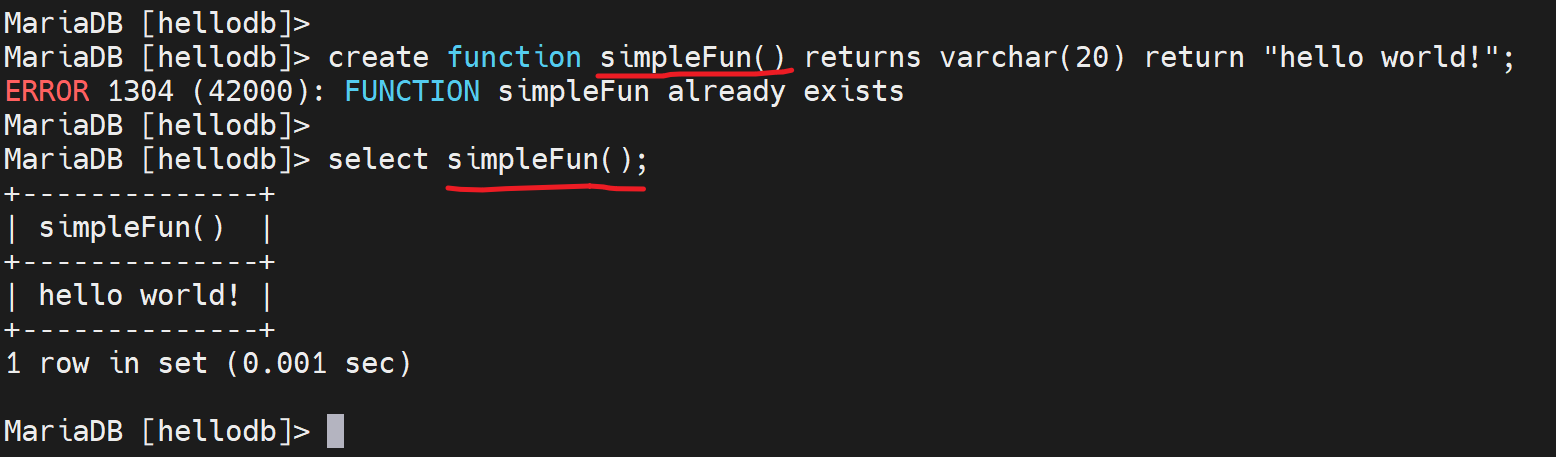 MariaDB [hellodb]>
MariaDB [hellodb]> create function simpleFun() returns varchar(20) return "hello world!";
ERROR 1304 (42000): FUNCTION simpleFun already exists
MariaDB [hellodb]>
MariaDB [hellodb]> select simpleFun();
+--------------+
| simpleFun()  |
+--------------+
| hello world! |
+--------------+
1 row in set (0.001 sec)
MariaDB [hellodb]>